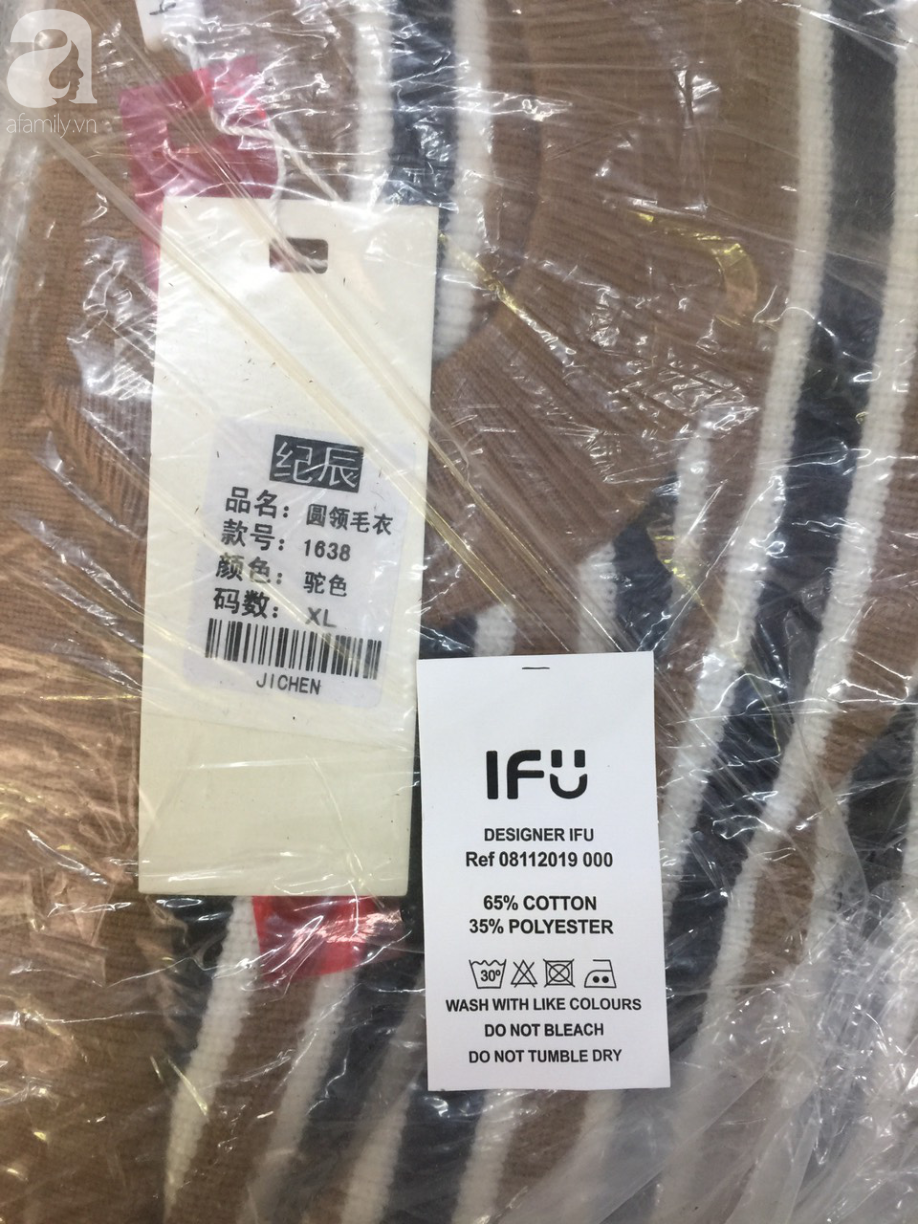 afamily.vn
纪辰
品名: 圆领毛衣
款号: 1638
颜色: 驼色
码数: XL
JICHEN
IFU
DESIGNER IFU
Ref 08112019 000
65% COTTON
35% POLYESTER
30°
WASH WITH LIKE COLOURS
DO NOT BLEACH
DO NOT TUMBLE DRY